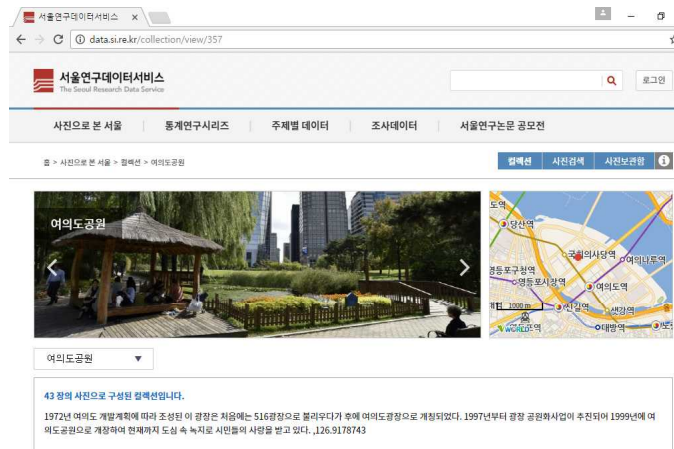 서울연구데이터서비스
data.si.re.kr/collection/view/357
서울연구데이터서비스
The Seoul Research Data Service
로그인
사진으로 본 서울
통계연구시리즈
주제별 데이터
조사데이터
서울연구논문 공모전
홈 > 사진으로 본 서울 > 컬렉션 > 여의도공원
컬렉션
사진검색
사진보관함
여의도공원
당산역
국회의사당역
여의나루역
영등포구청역
영등포시장역
여의도역
1000 m
신길역
샛강역
대방역
여의도공원
43 장의 사진으로 구성된 컬렉션입니다.
1972년 여의도 개발계획에 따라 조성된 이 광장은 처음에는 516광장으로 불리우다가 후에 여의도광장으로 개칭되었다. 1997년부터 광장 공원화사업이 추진되어 1999년에 여
의도공원으로 개장하여 현재까지 도심 속 녹지로 시민들의 사랑을 받고 있다. ,126.9178743